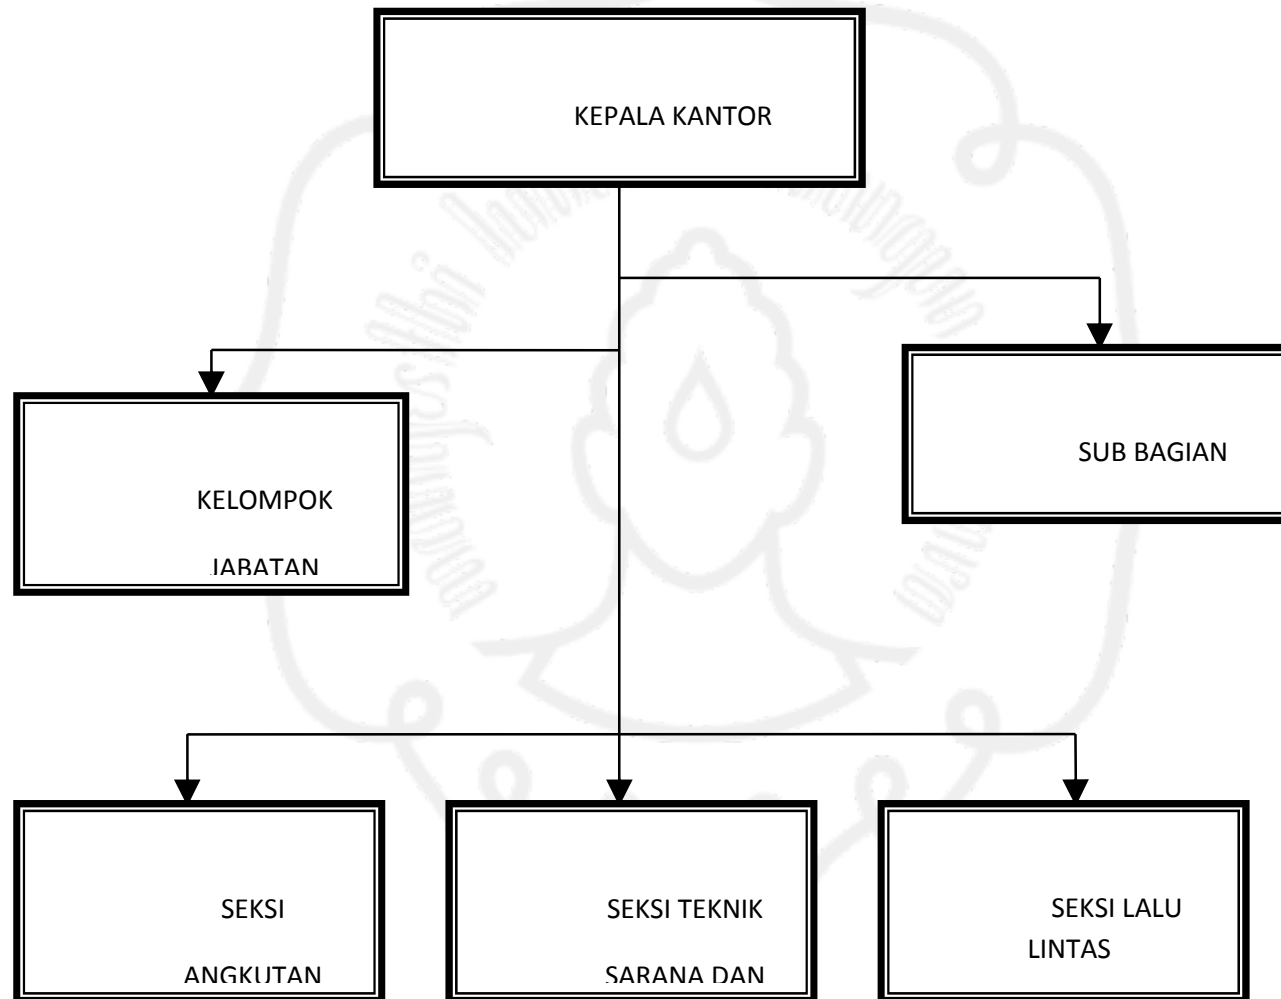 KEPALA KANTOR
SUB BAGIAN
KELOMPOK
JABATAN
SEKSI
ANGKUTAN
SEKSI TEKNIK
SARANA DAN
SEKSI LALU
LINTAS